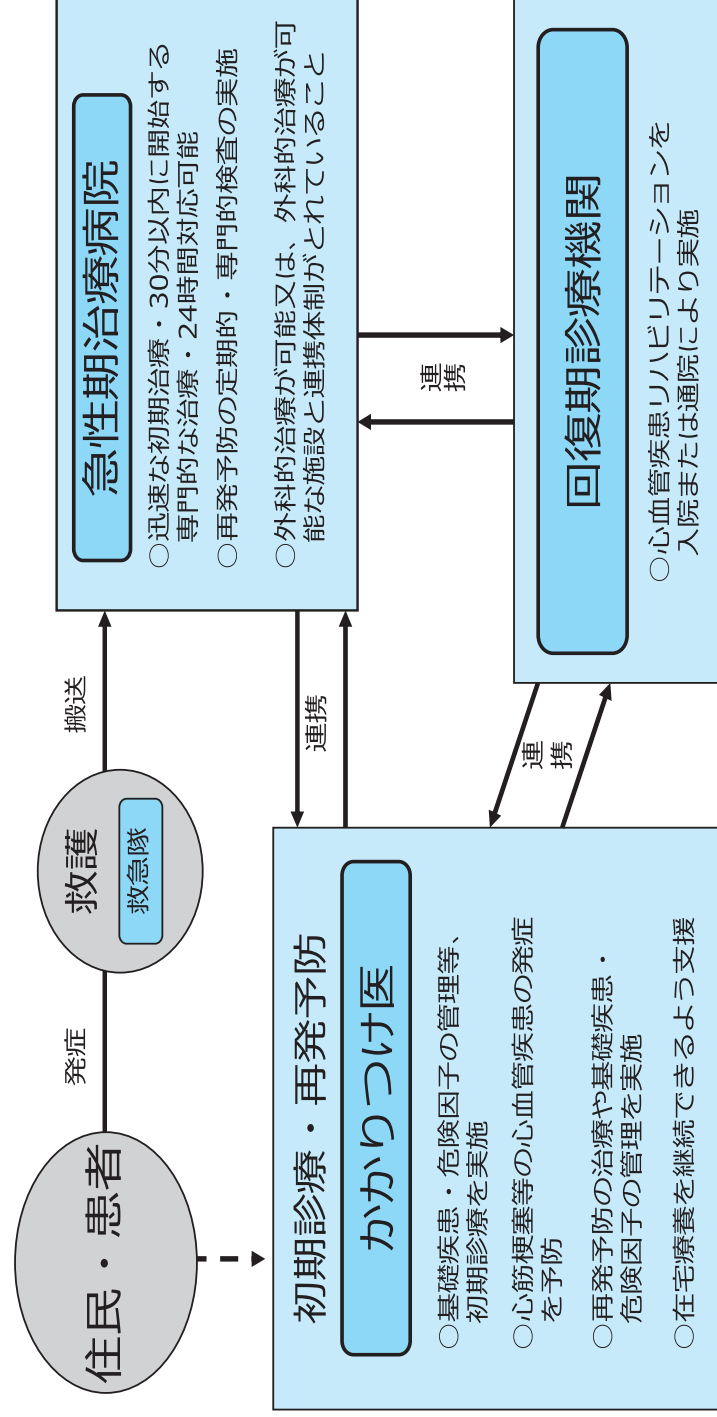 住民・患者
発症
救護
救急隊
搬送
急性期治療病院
○迅速な初期治療・30分以内に開始する
専門的な治療・24時間対応可能
○再発予防の定期的・専門的検査の実施
○外科的治療が可能又は、外科的治療が可
能な施設と連携体制がとれていること
連携
連
携
連
携
初期診療・再発予防
かかりつけ医
○基礎疾患・危険因子の管理等、
初期診療を実施
○心筋梗塞等の心血管疾患の発症
を予防
○再発予防の治療や基礎疾患・
危険因子の管理を実施
○在宅療養を継続できるよう支援
回復期診療機関
○心血管疾患リハビリテーションを
入院または通院により実施